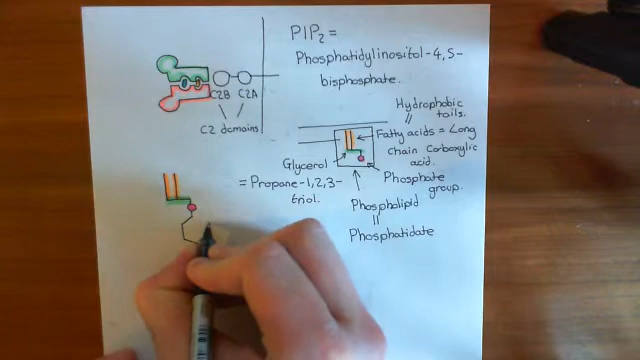 PIP2 =
Phosphatidylinositol-4,5-
bisphosphate.
C2B C2A
C2 domains
Hydrophobic
tails.
=
Fatty acids = Long
chain Carboxylic
acid.
Glycerol
= Propane-1,2,3-
triol.
Phosphate
group.
Phospholipid
=
Phosphatidate